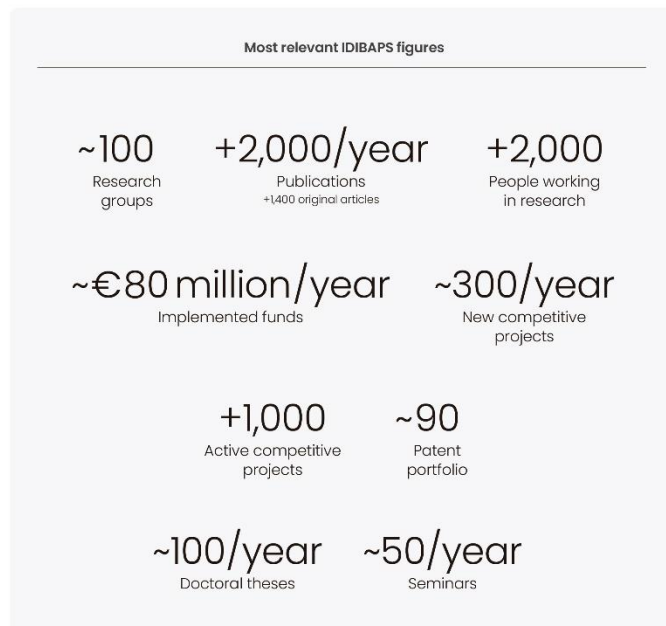 Most relevant IDIBAPS figures
~100
Research
groups
+2,000/year
Publications
+1,400 original articles
+2,000
People working
in research
~€80 million/year
Implemented funds
~300/year
New competitive
projects
+1,000
Active competitive
projects
~90
Patent
portfolio
~100/year
Doctoral theses
~50/year
Seminars